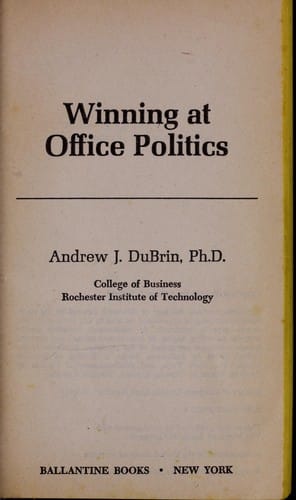 Winning at
Office Politics
Andrew J. DuBrin, Ph.D.
College of Business
Rochester Institute of Technology
BALLANTINE BOOKS • NEW YORK